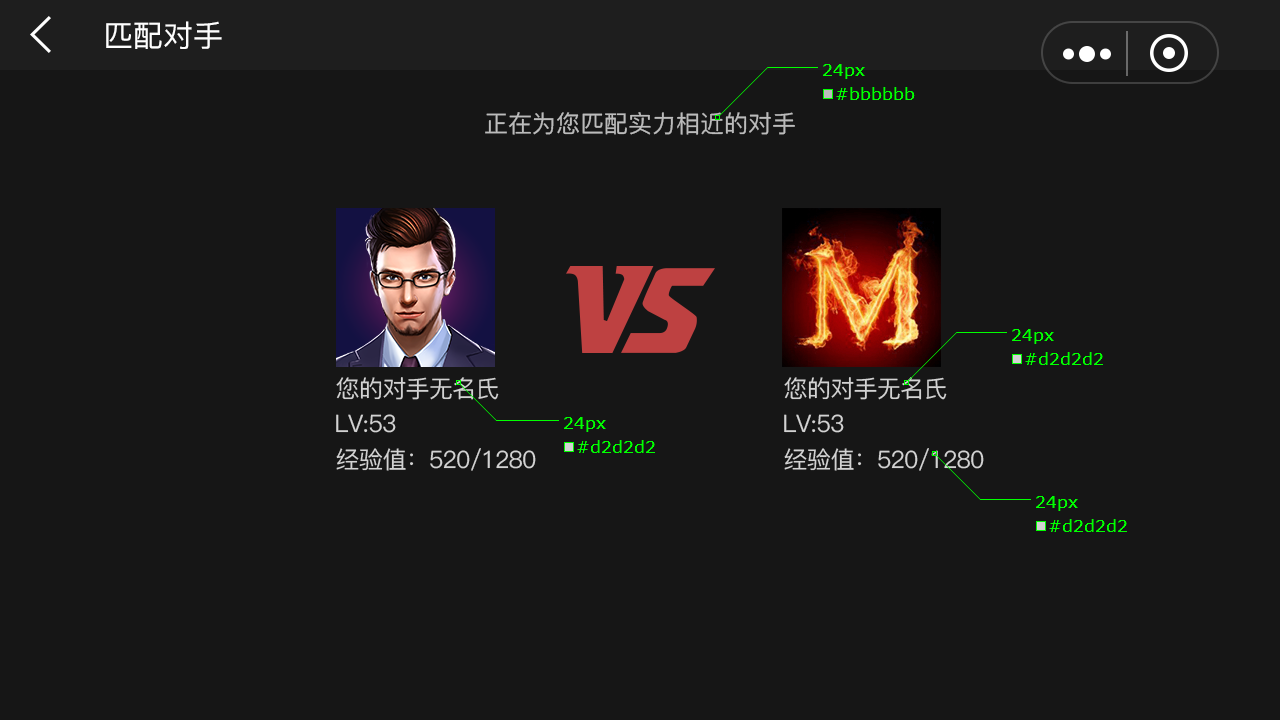 匹配对手
24px
#bbbbbb
正在为您匹配实力相近的对手
VS
M
24px
#d2d2d2
您的对手无名氏
您的对手无名氏
LV:53
LV:53
24px
#d2d2d2
经验值：520/1280
经验值：520/1280
24px
#d2d2d2